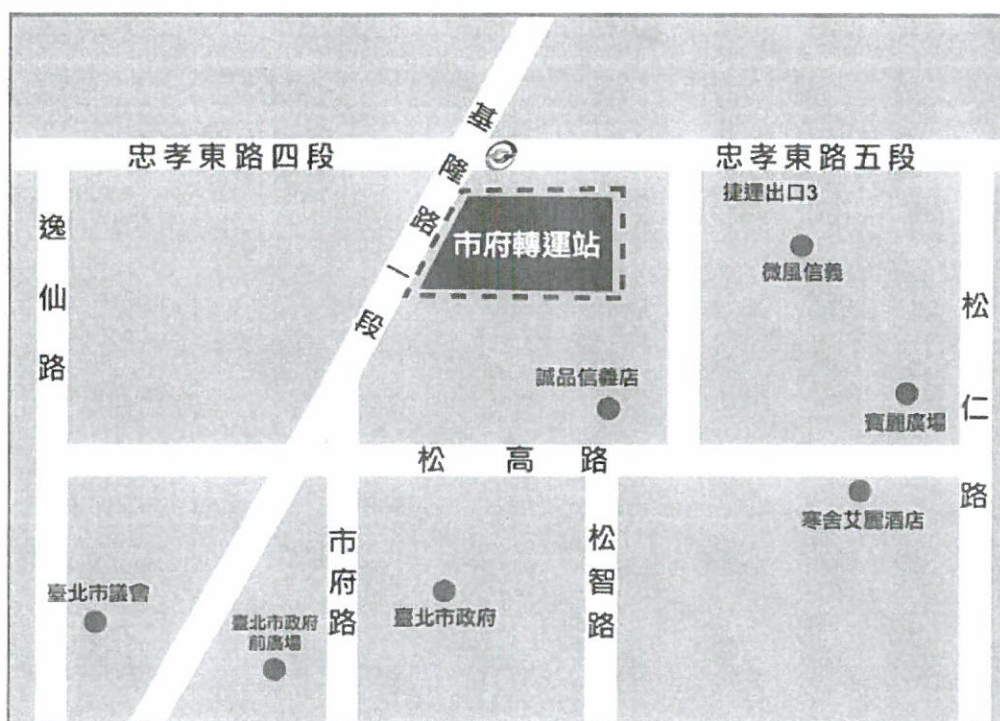 忠孝東路四段
基隆路一段
忠孝東路五段
捷運出口3
市府轉運站
微風信義
逸仙路
松仁路
誠品信義店
寶麗廣場
松高路
寒舍艾麗酒店
市府路
松智路
臺北市議會
臺北市政府
前廣場
臺北市政府